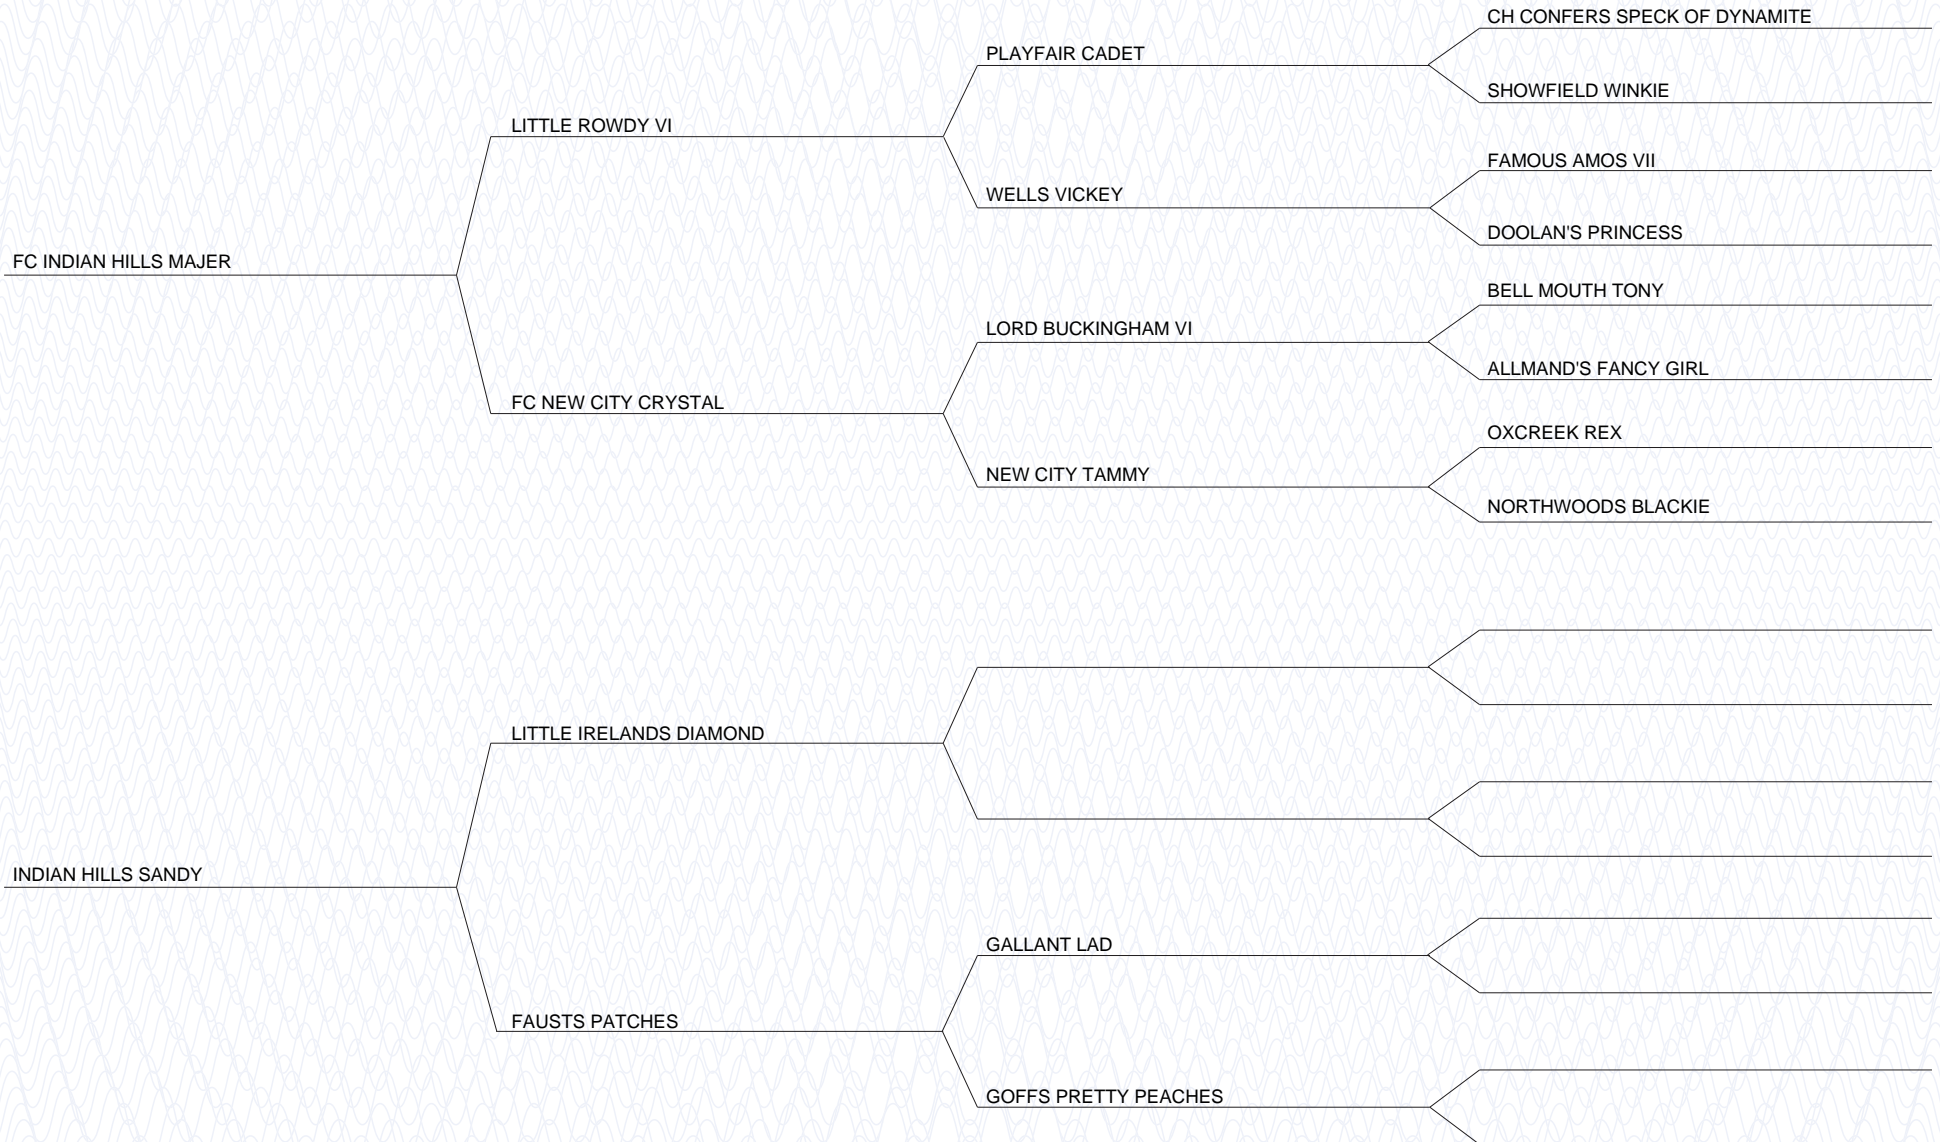 CH CONFERS SPECK OF DYNAMITE
PLAYFAIR CADET
SHOWFIELD WINKIE
LITTLE ROWDY VI
FAMOUS AMOS VII
WELLS VICKEY
DOOLAN'S PRINCESS
FC INDIAN HILLS MAJER
BELL MOUTH TONY
LORD BUCKINGHAM VI
ALLMAND'S FANCY GIRL
FC NEW CITY CRYSTAL
OXCREEK REX
NEW CITY TAMMY
NORTHWOODS BLACKIE
LITTLE IRELANDS DIAMOND
INDIAN HILLS SANDY
GALLANT LAD
FAUSTS PATCHES
GOFFS PRETTY PEACHES